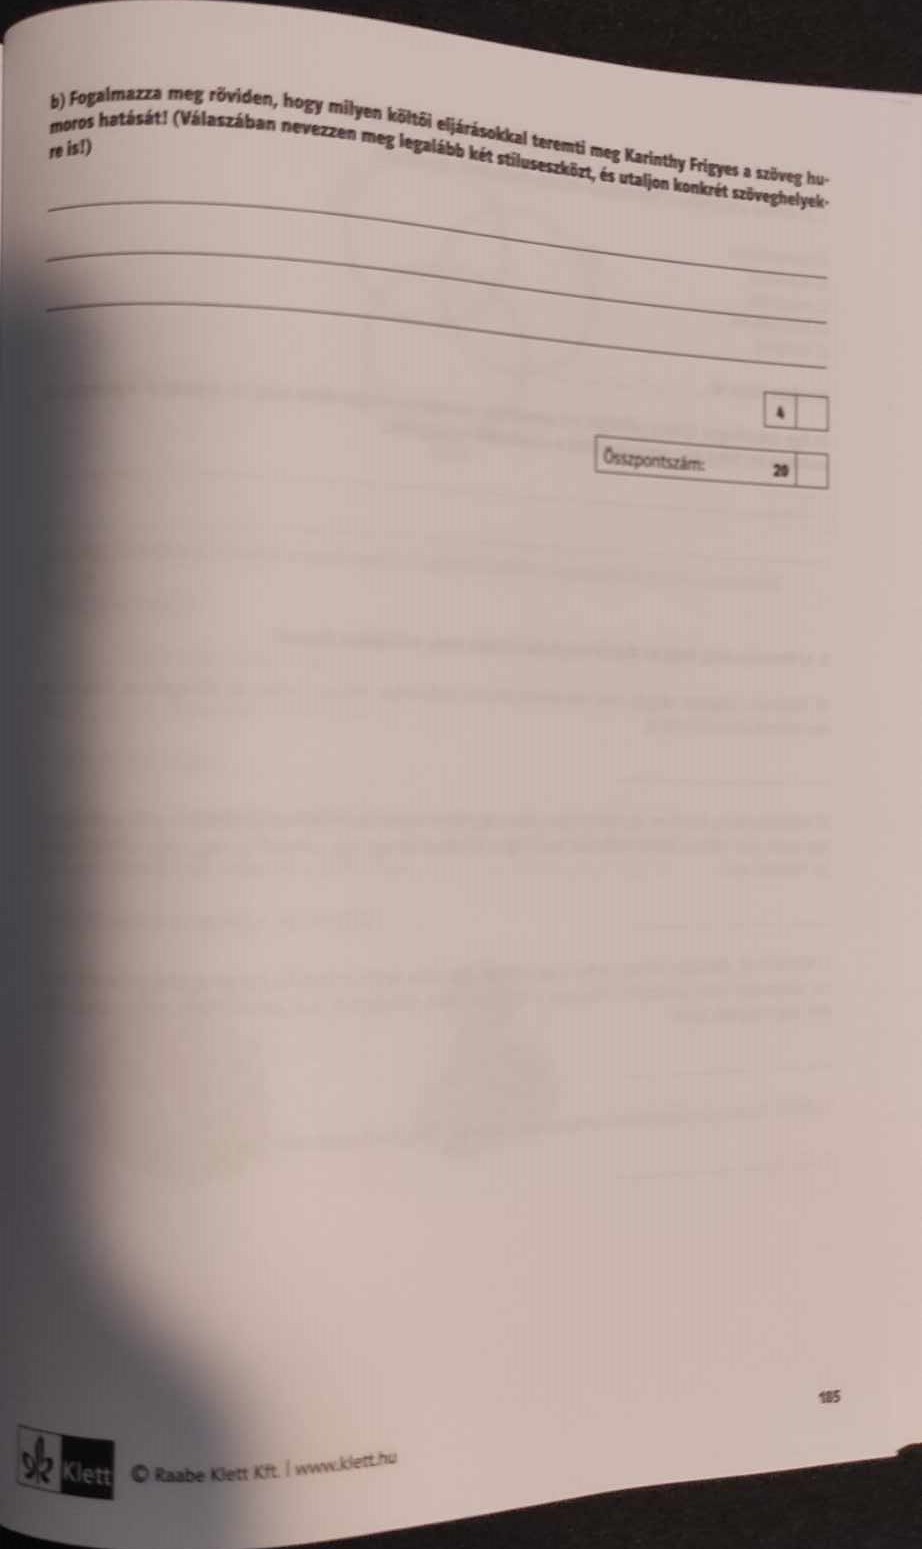 b) Fogalmazza meg röviden, hogy milyen költői eljárásokkal teremti meg Karinthy Frigyes a szöveg hu-
moros hatását! (Válaszában nevezzen meg legalább két stíluseszközt, és utaljon konkrét szöveghelyek-
re is!)
4
Összpontszám: 20
185
Klett © Raabe Klett Kft. | www.klett.hu